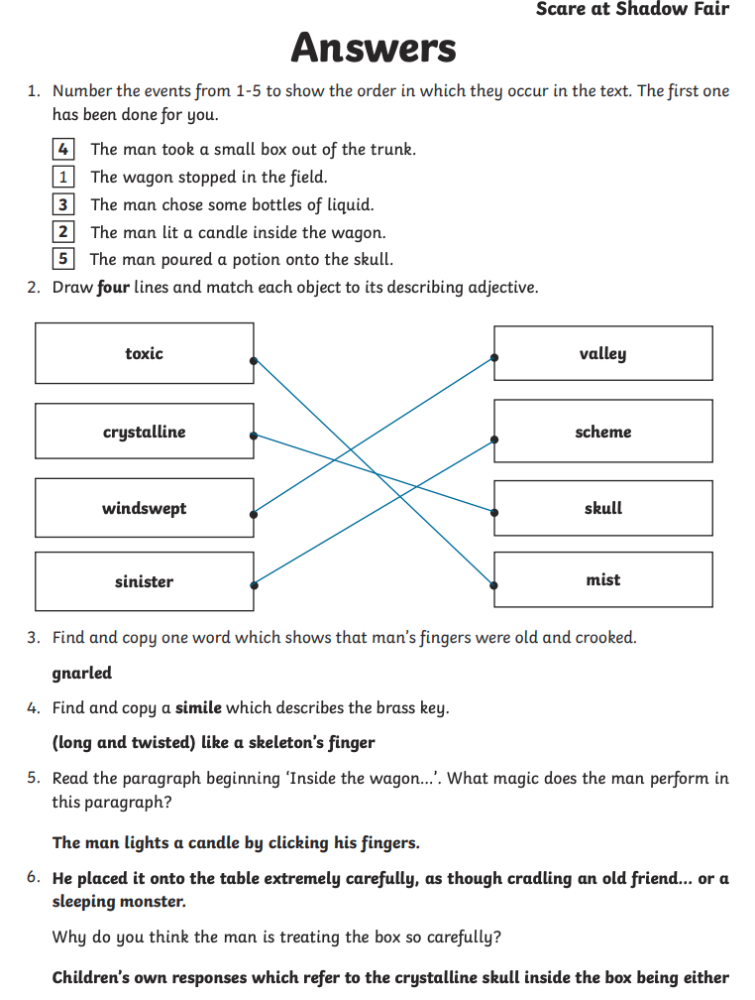 Scare at Shadow Fair
Answers
1. Number the events from 1-5 to show the order in which they occur in the text. The first one
has been done for you.
4 The man took a small box out of the trunk.
1 The wagon stopped in the field.
3 The man chose some bottles of liquid.
2 The man lit a candle inside the wagon.
5 The man poured a potion onto the skull.
2. Draw four lines and match each object to its describing adjective.
toxic
valley
crystalline
scheme
windswept
skull
sinister
mist
3. Find and copy one word which shows that man’s fingers were old and crooked.
gnarled
4. Find and copy a simile which describes the brass key.
(long and twisted) like a skeleton’s finger
5. Read the paragraph beginning ‘Inside the wagon...’. What magic does the man perform in
this paragraph?
The man lights a candle by clicking his fingers.
6. He placed it onto the table extremely carefully, as though cradling an old friend... or a
sleeping monster.
Why do you think the man is treating the box so carefully?
Children’s own responses which refer to the crystalline skull inside the box being either